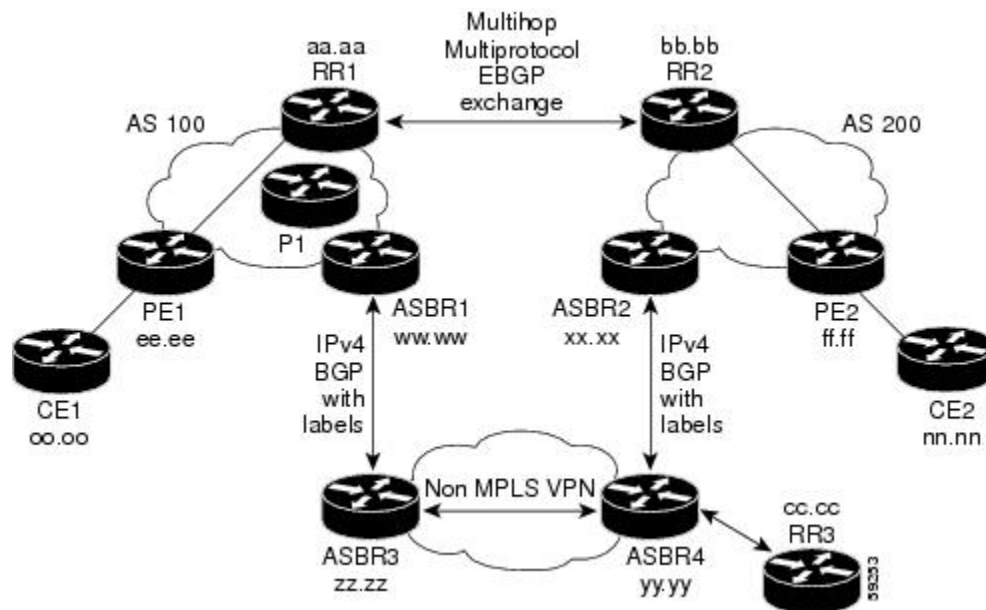 Multihop
Multiprotocol
EBGP
exchange
aa.aa
RR1
bb.bb
RR2
AS 100
AS 200
P1
PE1
ee.ee
ASBR1
ww.ww
ASBR2
xx.xx
PE2
ff.ff
CE1
oo.oo
IPv4
BGP
with
labels
IPv4
BGP
with
labels
CE2
nn.nn
Non MPLS VPN
ASBR3
zz.zz
ASBR4
yy.yy
cc.cc
RR3
59253